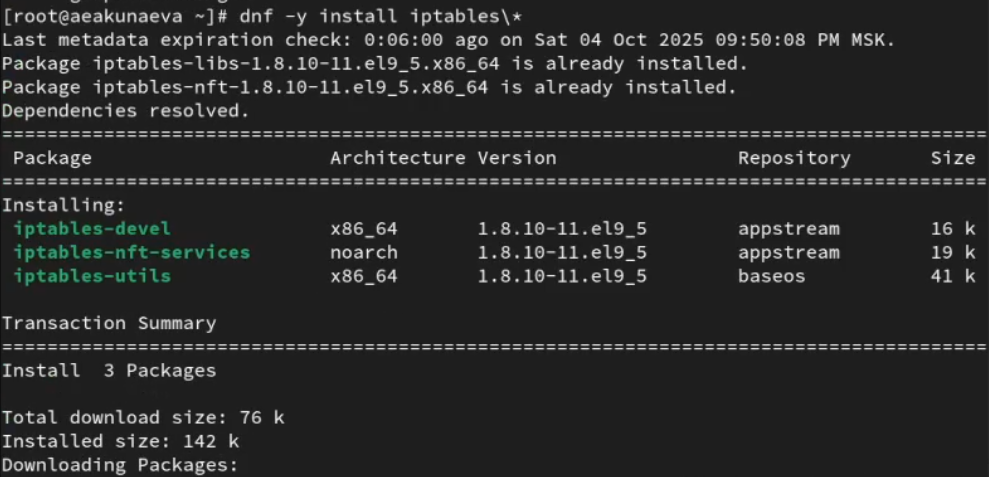 [root@aeakunaeva ~]# dnf -y install iptables\*
Last metadata expiration check: 0:06:00 ago on Sat 04 Oct 2025 09:50:08 PM MSK.
Package iptables-libs-1.8.10-11.el9_5.x86_64 is already installed.
Package iptables-nft-1.8.10-11.el9_5.x86_64 is already installed.
Dependencies resolved.
================================================================================
 Package                    Architecture Version                Repository       Size
================================================================================
Installing:
 iptables-devel              x86_64       1.8.10-11.el9_5        appstream        16 k
 iptables-nft-services       noarch       1.8.10-11.el9_5        appstream        19 k
 iptables-utils              x86_64       1.8.10-11.el9_5        baseos           41 k

Transaction Summary
================================================================================
Install  3 Packages

Total download size: 76 k
Installed size: 142 k
Downloading Packages: